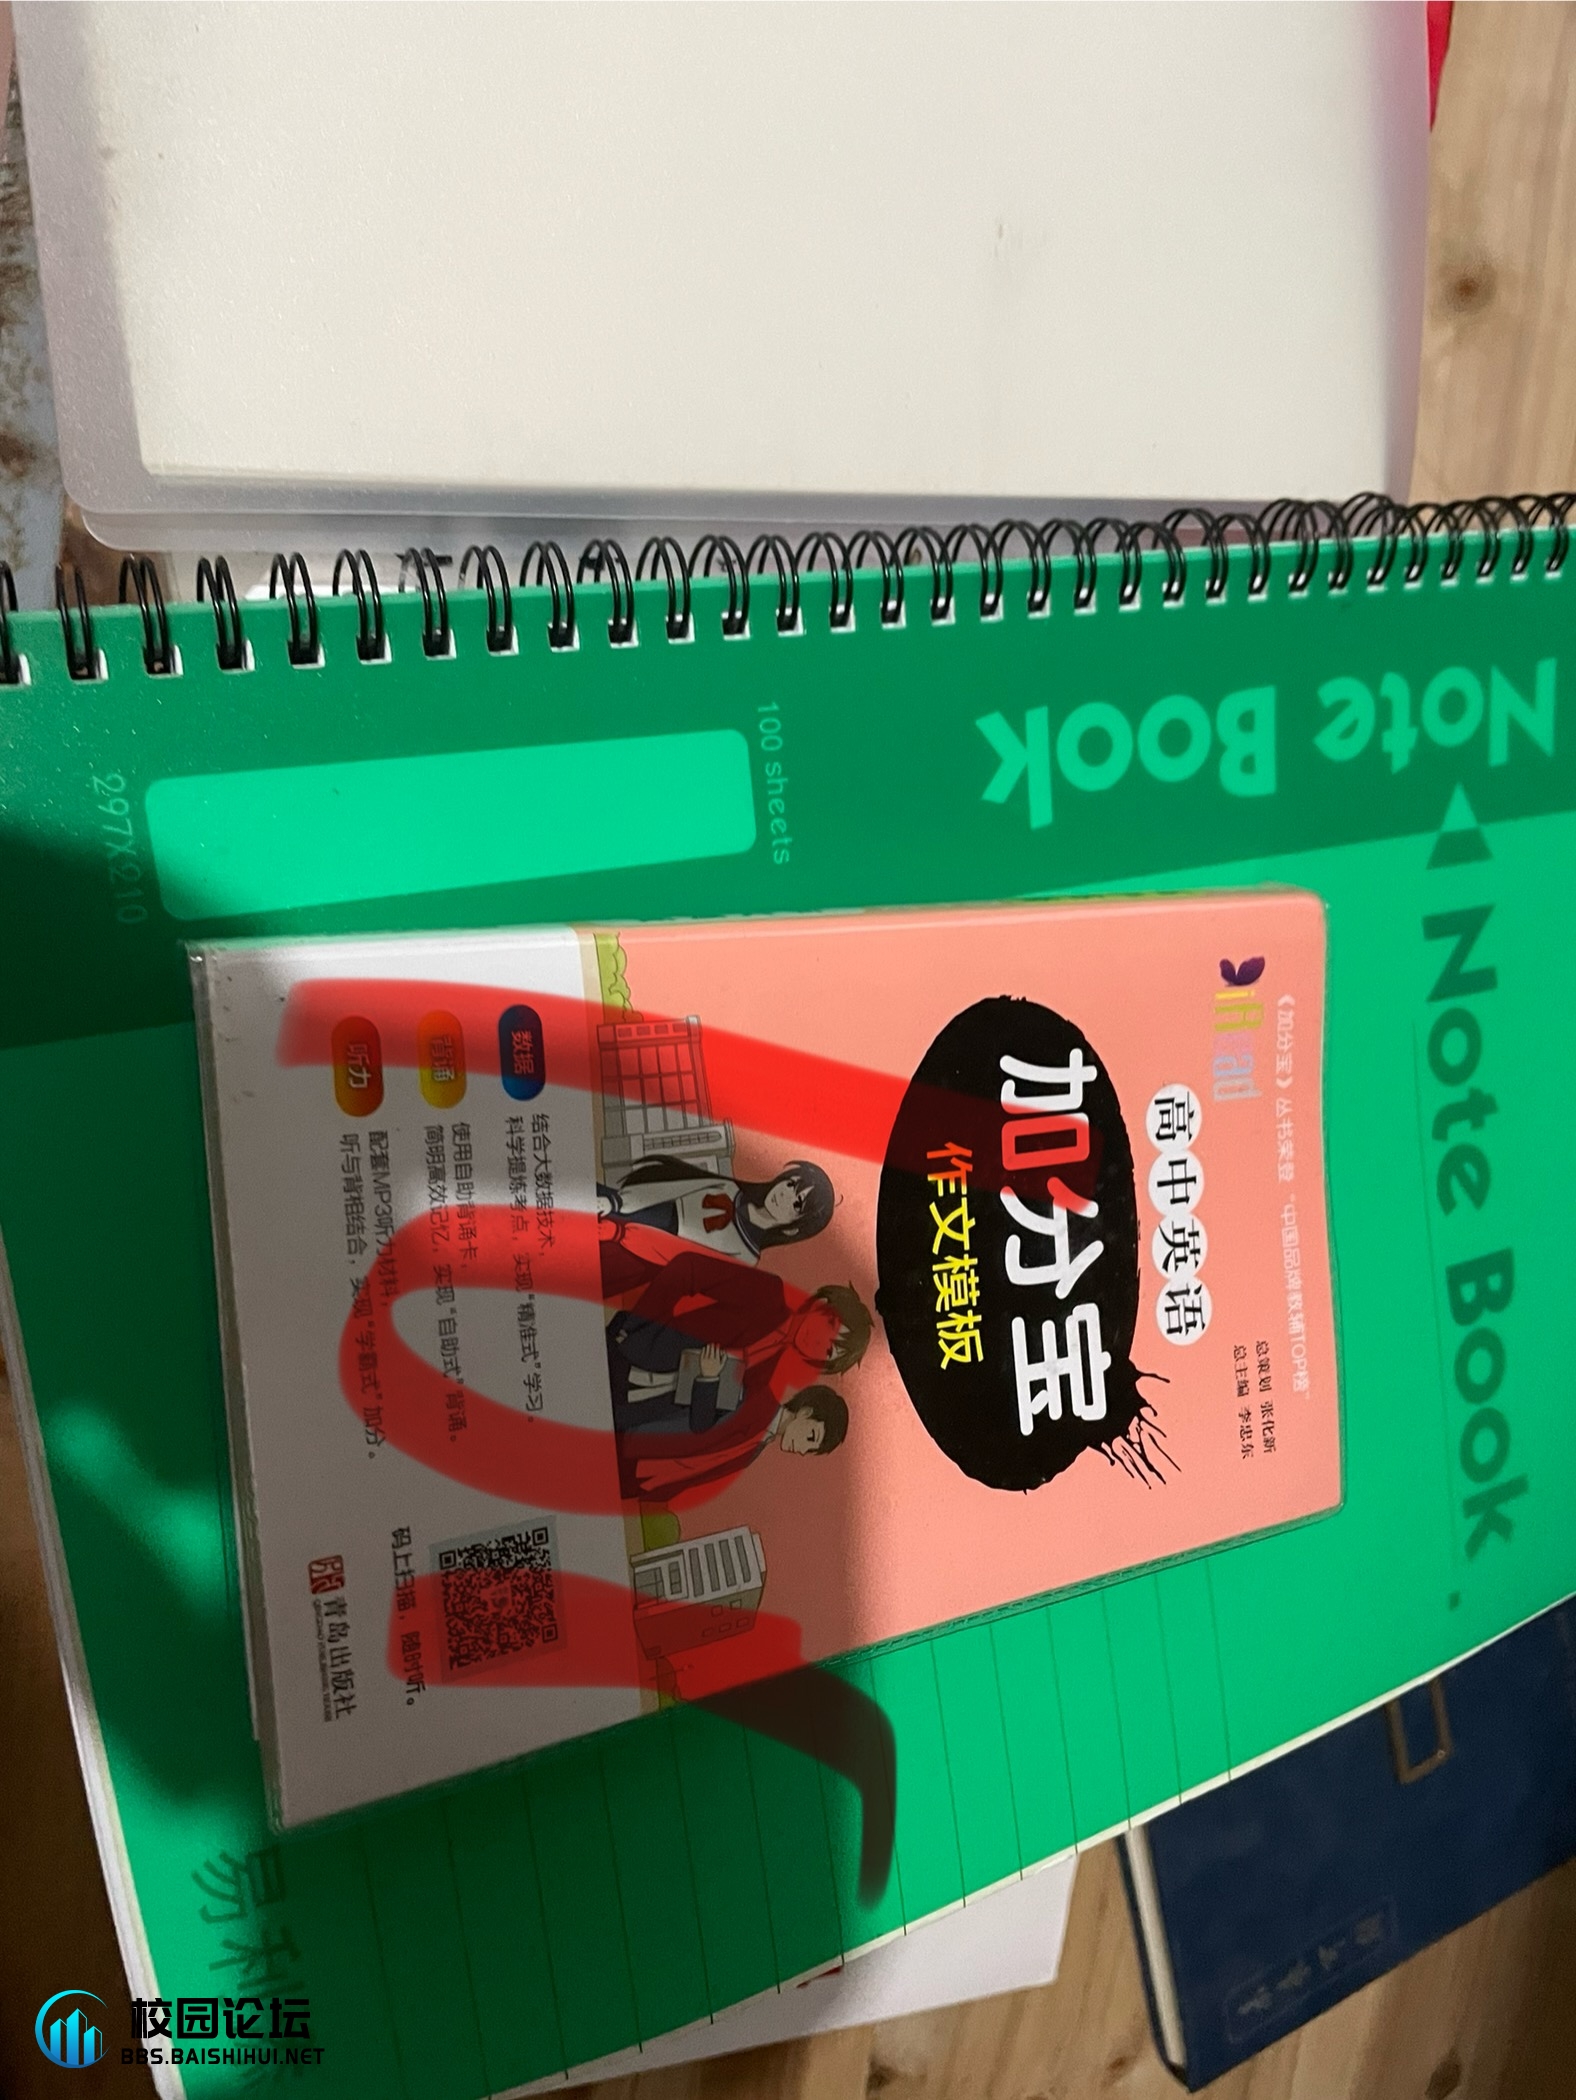 Note Book
Note Book
100 sheets
297X210
《加分宝》丛书荣登“中国品牌教辅TOP榜”
总策划 张化新
总主编 李忠东
高中英语
加分宝
作文模板
数据
结合大数据技术,
科学提炼考点,实现“精准式”学习。
背诵
使用自助背诵卡,
简明高效记忆,实现“自助式”背诵。
听力
配套MP3听力材料,
听与背相结合,实现“学霸式”加分。
码上扫描,随时听。
青岛出版社
易利
校园论坛
BBS.BAISHIHUI.NET